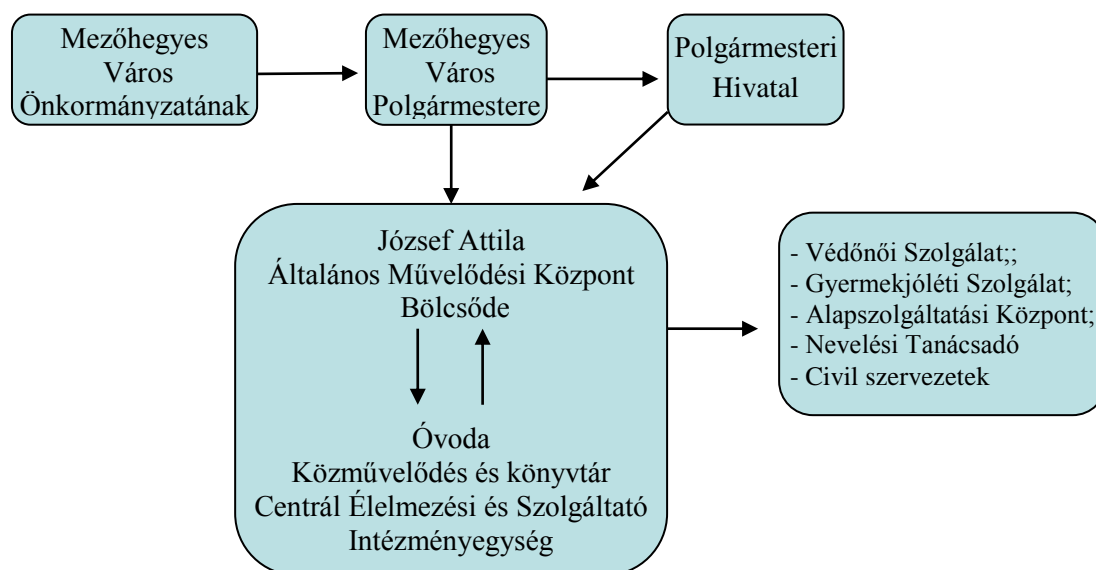 Mezőhegyes
Város
Önkormányzatának
Mezőhegyes
Város
Polgármestere
Polgármesteri
Hivatal
József Attila
Általános Művelődési Központ
Bölcsőde
Óvoda
Közművelődés és könyvtár
Centrál Élelmezési és Szolgáltató
Intézményegység
- Védőnői Szolgálat;;
- Gyermekjóléti Szolgálat;
- Alapszolgáltatási Központ;
- Nevelési Tanácsadó
- Civil szervezetek